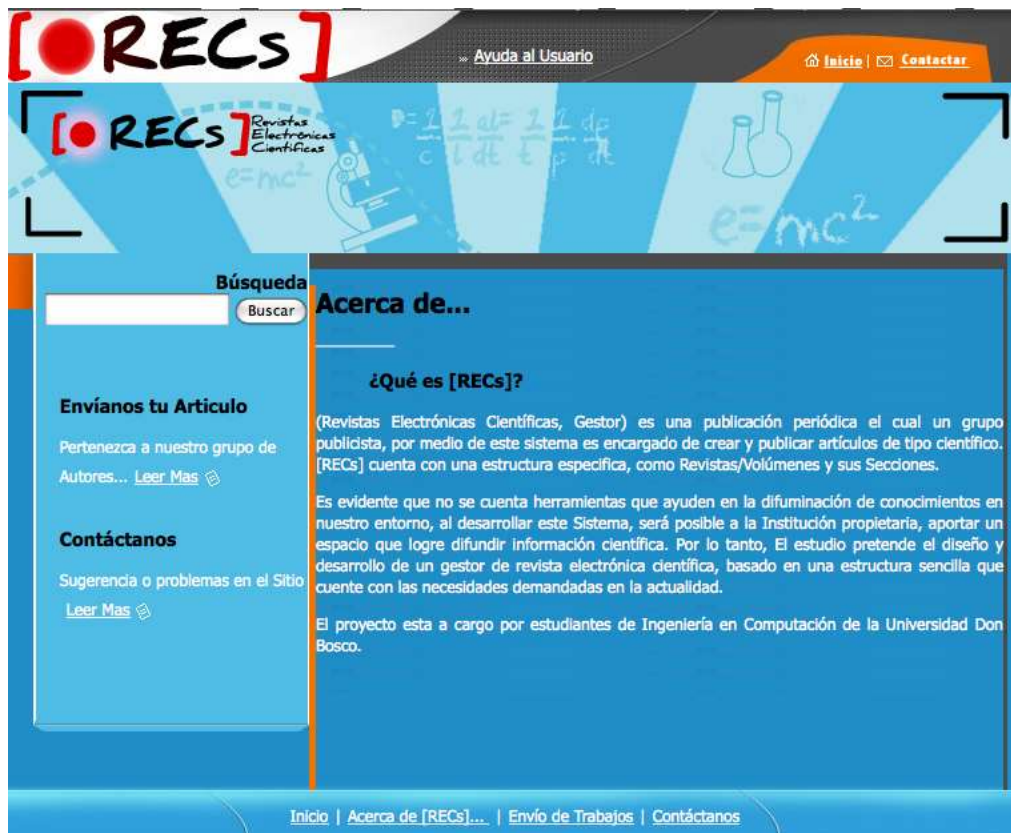 [ RECs ]
» Ayuda al Usuario
Inicio | Contactar
[ RECs ] Revistas
Electrónicas
Científicas
e=mc²
e=mc²
Búsqueda
Buscar
Envíanos tu Articulo
Pertenezca a nuestro grupo de
Autores... Leer Mas
Contáctanos
Sugerencia o problemas en el Sitio
Leer Mas
Acerca de...
¿Qué es [RECs]?
(Revistas Electrónicas Científicas, Gestor) es una publicación periódica el cual un grupo
publicista, por medio de este sistema es encargado de crear y publicar artículos de tipo científico.
[RECs] cuenta con una estructura especifica, como Revistas/Volúmenes y sus Secciones.
Es evidente que no se cuenta herramientas que ayuden en la difuminación de conocimientos en
nuestro entorno, al desarrollar este Sistema, será posible a la Institución propietaria, aportar un
espacio que logre difundir información científica. Por lo tanto, El estudio pretende el diseño y
desarrollo de un gestor de revista electrónica científica, basado en una estructura sencilla que
cuente con las necesidades demandadas en la actualidad.
El proyecto esta a cargo por estudiantes de Ingeniería en Computación de la Universidad Don
Bosco.
Inicio | Acerca de [RECs]... | Envío de Trabajos | Contáctanos